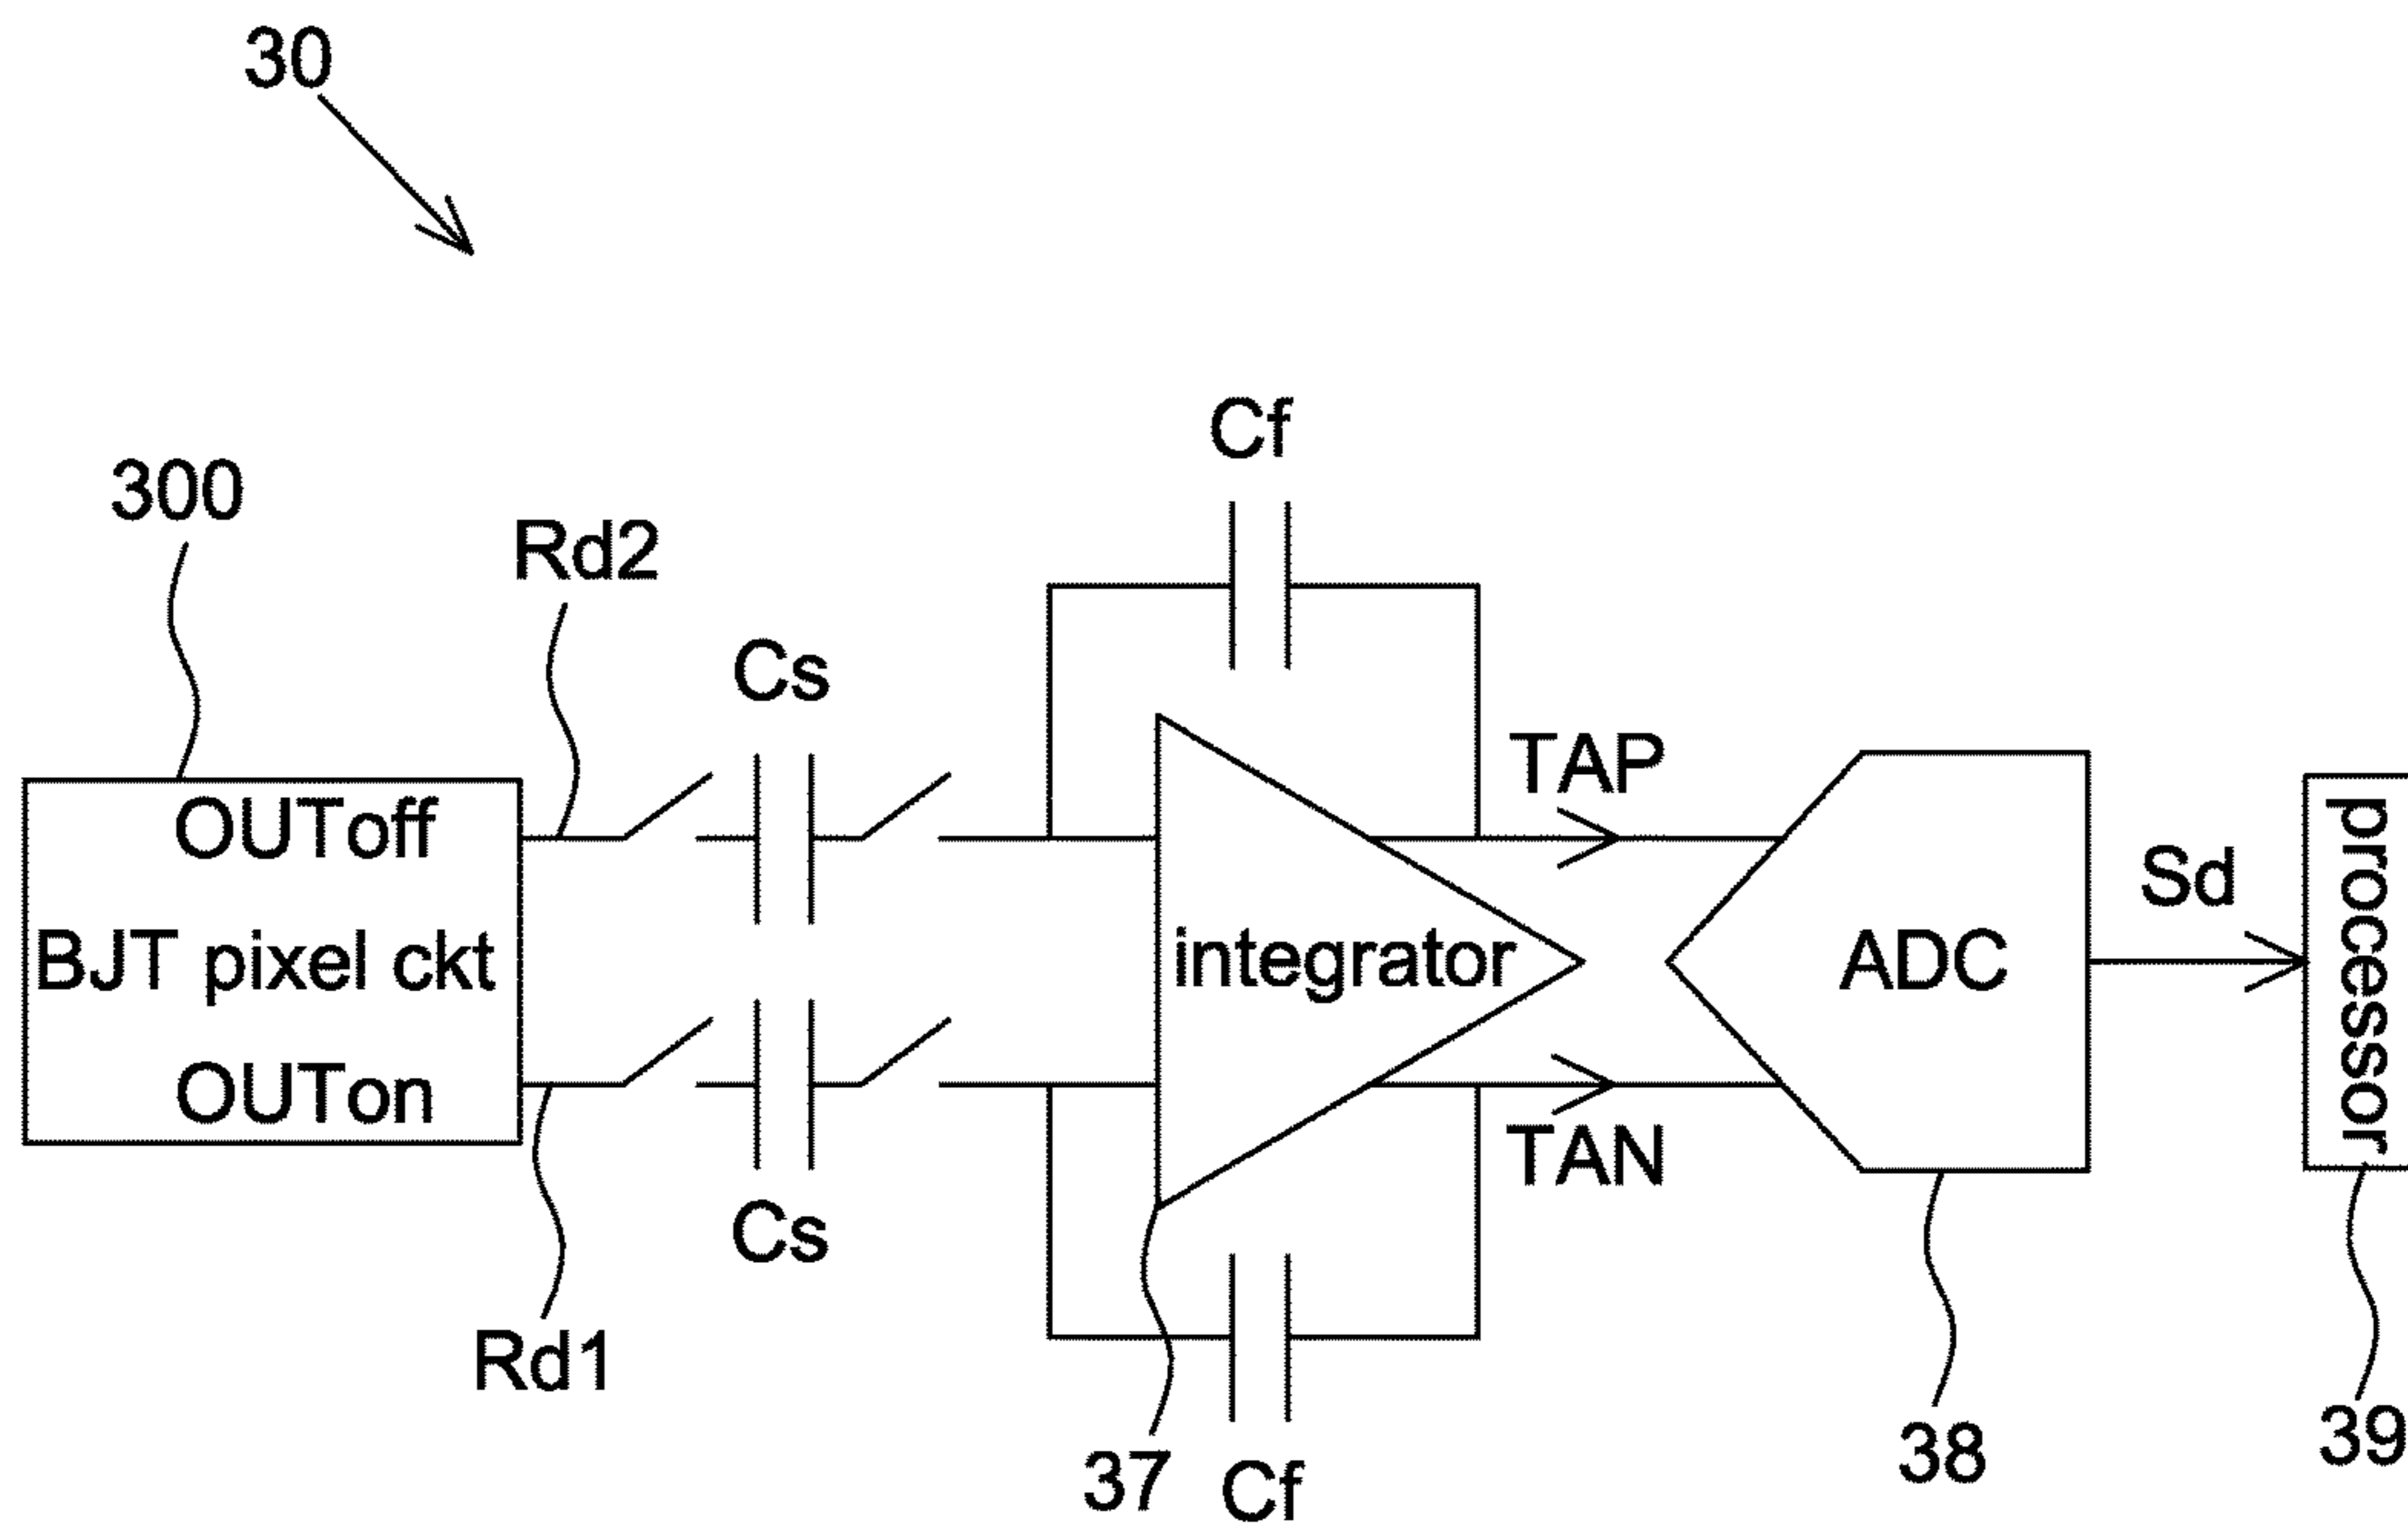 30
Cf
300
Rd2
Cs
TAP
OUToff
BJT pixel ckt
OUTon
integrator
ADC
Sd
processor
TAN
Cs
Rd1
37
Cf
38
39